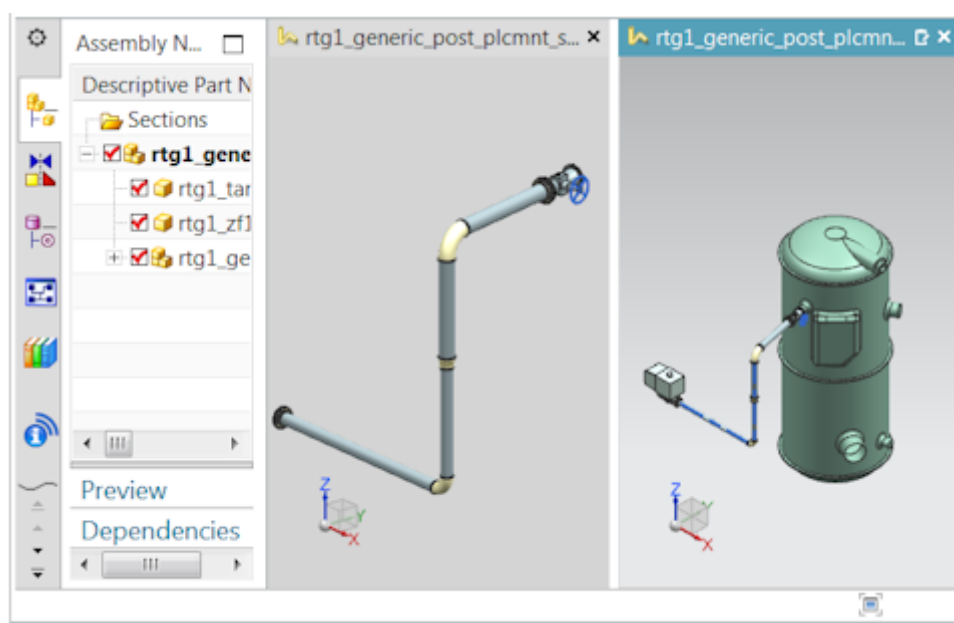 Assembly N...
rtg1_generic_post_plcmnt_s...
rtg1_generic_post_plcmn...
Descriptive Part N
Sections
rtg1_gene
rtg1_tar
rtg1_zf1
rtg1_ge
Preview
Dependencies
Z
Y
X
Z
Y
X